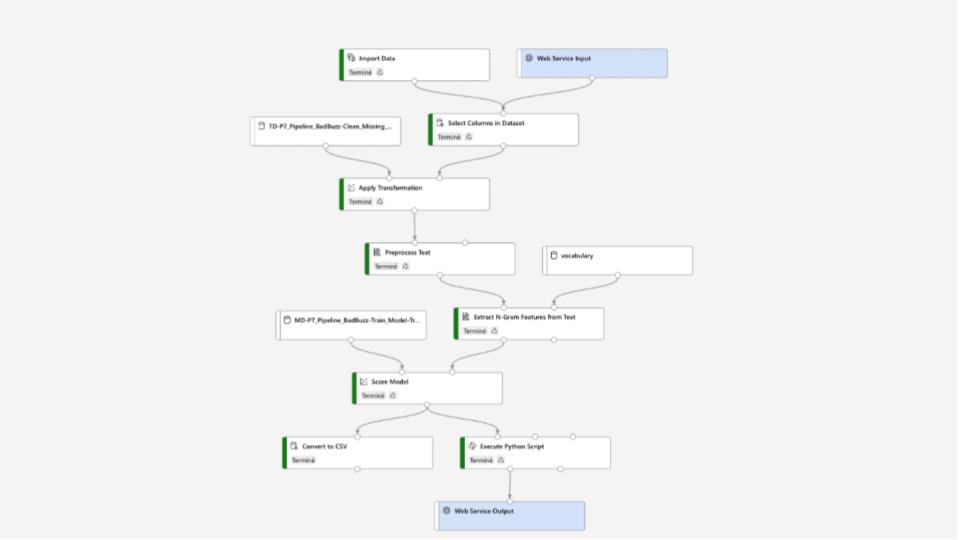 Import Data
Terminé
Web Service Input
TD-P7_Pipeline_BadBuzz-Clean_Missing_...
Select Columns in Dataset
Terminé
Apply Transformation
Terminé
Preprocess Text
Terminé
vocabulary
MD-P7_Pipeline_BadBuzz-Train_Model-Tr...
Extract N-Gram Features from Text
Terminé
Score Model
Terminé
Convert to CSV
Terminé
Execute Python Script
Terminé
Web Service Output